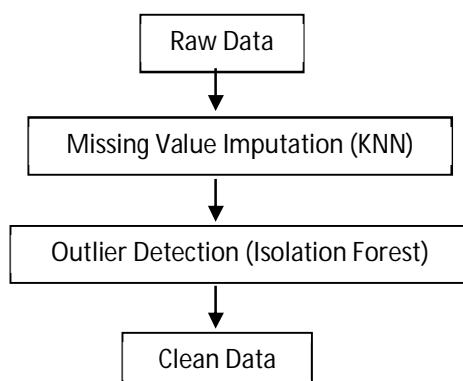 Raw Data
Missing Value Imputation (KNN)
Outlier Detection (Isolation Forest)
Clean Data